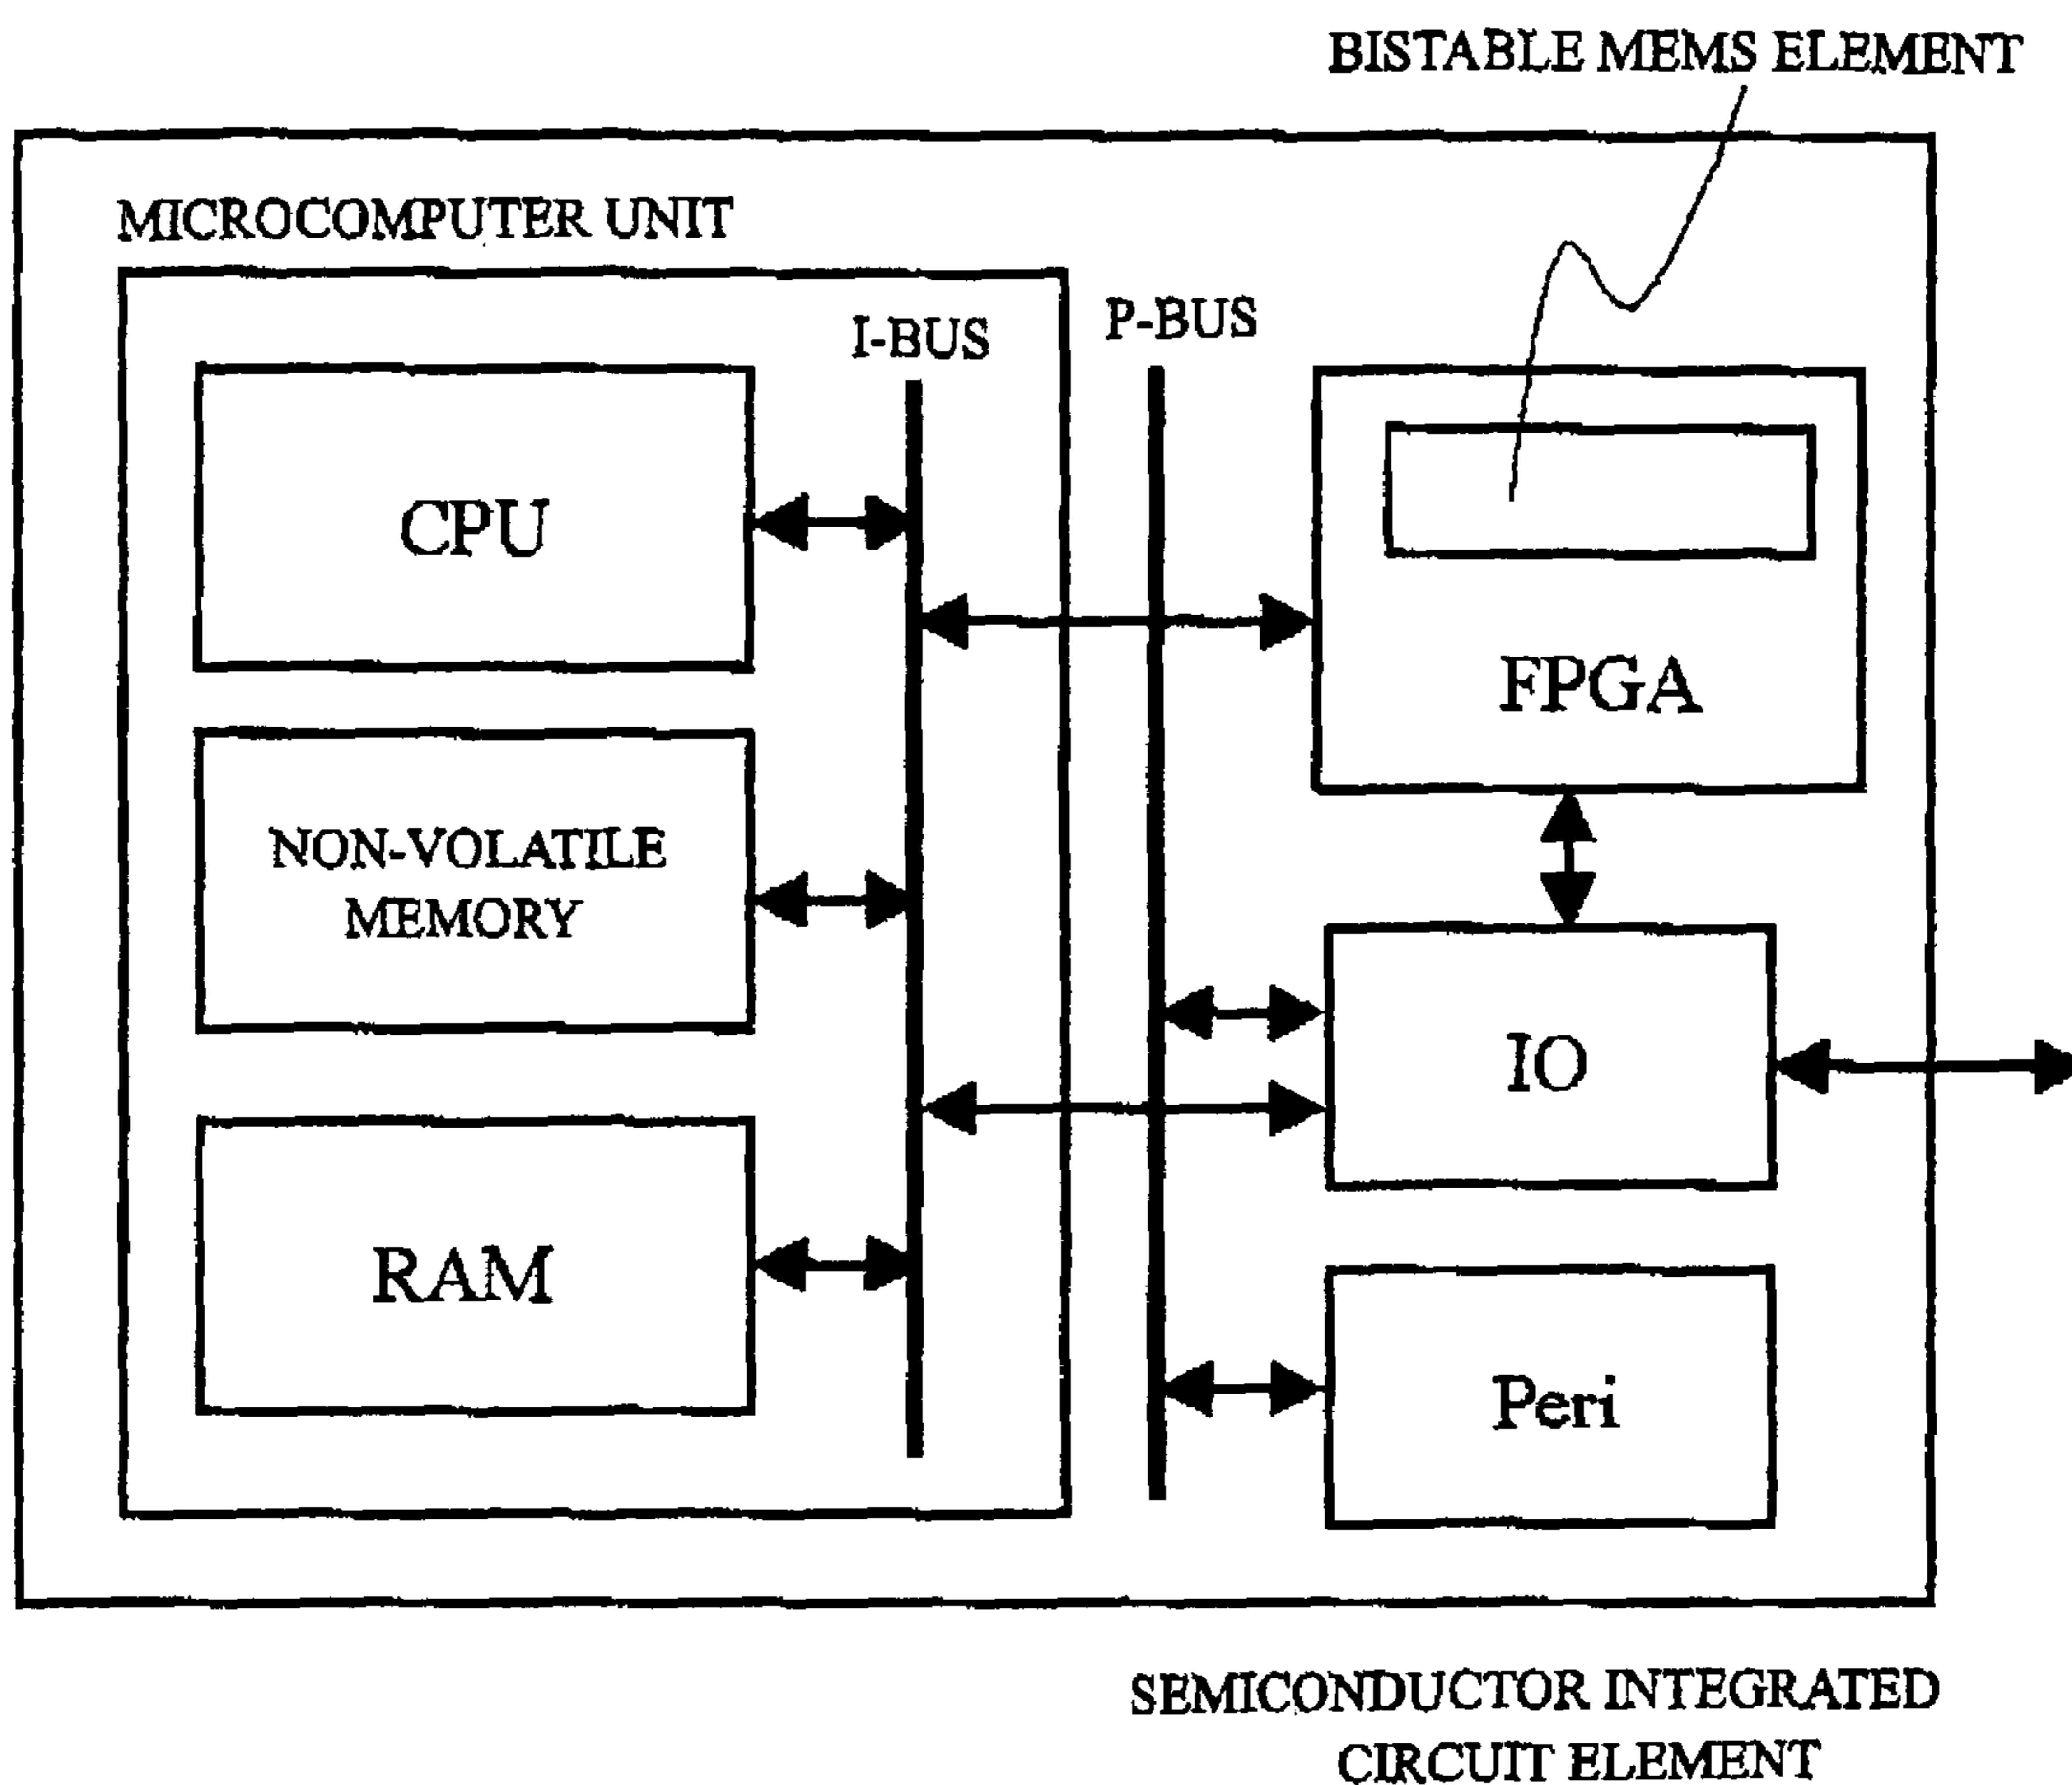 BISTABLE MEMS ELEMENT
MICROCOMPUTER UNIT
I-BUS
P-BUS
CPU
FPGA
NON-VOLATILE
MEMORY
IO
RAM
Peri
SEMICONDUCTOR INTEGRATED
CIRCUIT ELEMENT